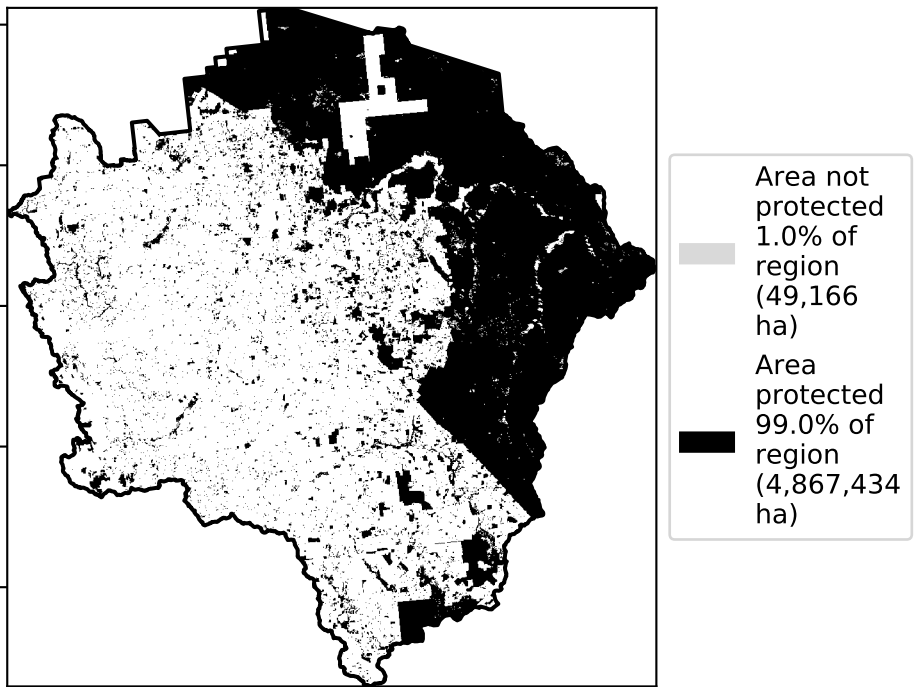 Area not
protected
1.0% of
region
(49,166
ha)
Area
protected
99.0% of
region
(4,867,434
ha)